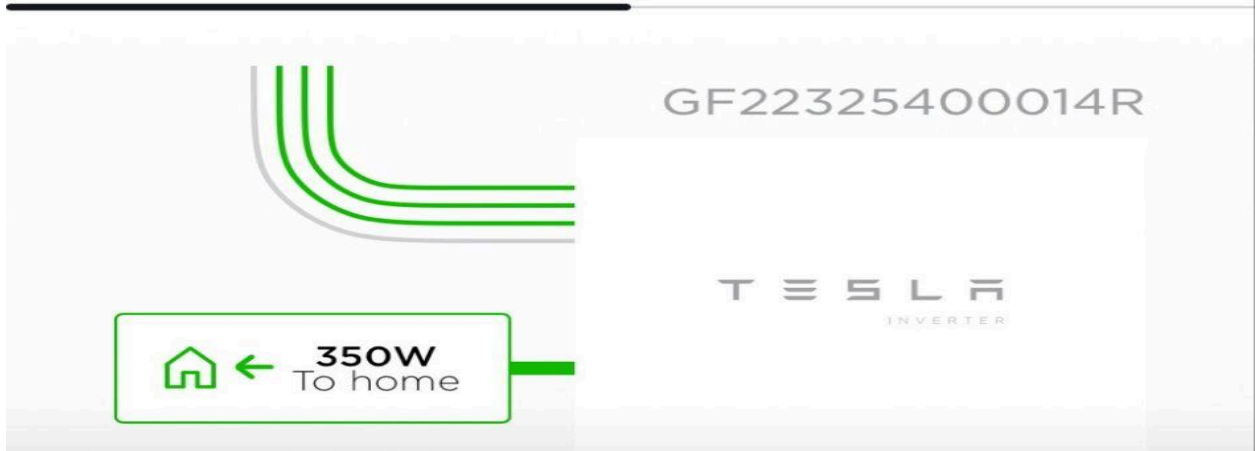 GF22325400014R
TESLA
INVERTER
350W
To home